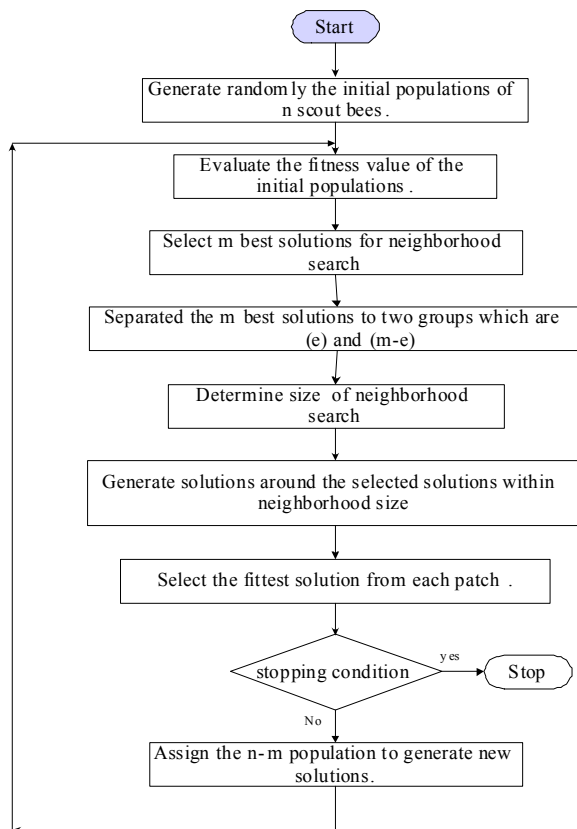 Start
Generate randomly the initial populations of
n scout bees .
Evaluate the fitness value of the
initial populations .
Select m best solutions for neighborhood
search
Separated the m best solutions to two groups which are
(e) and (m-e)
Determine size of neighborhood
search
Generate solutions around the selected solutions within
neighborhood size
Select the fittest solution from each patch .
stopping condition
yes
Stop
No
Assign the n-m population to generate new
solutions.